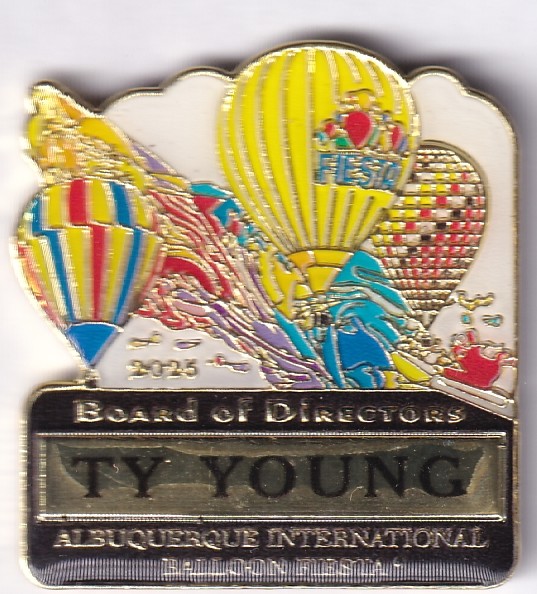 FIESTA
2025
BOARD OF DIRECTORS
TY YOUNG
ALBUQUERQUE INTERNATIONAL
BALLOON FIESTA